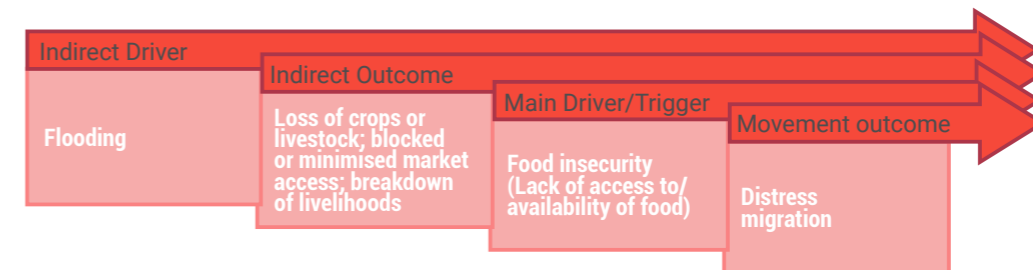 Indirect Driver
Flooding
Indirect Outcome
Loss of crops or
livestock; blocked
or minimised market
access; breakdown
of livelihoods
Main Driver/Trigger
Food insecurity
(Lack of access to/
availability of food)
Movement outcome
Distress
migration